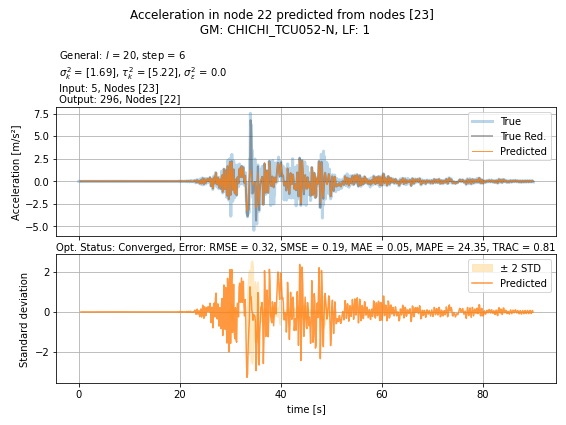 Acceleration in node 22 predicted from nodes [23]
GM: CHICHI_TCU052-N, LF: 1
General: l = 20, step = 6
σ²ₖ = [1.69], τ²ₖ = [5.22], σ²ε = 0.0
Input: 5, Nodes [23]
Output: 296, Nodes [22]
7.5
5.0
2.5
0.0
−2.5
−5.0
Acceleration [m/s²]
True
True Red.
Predicted
Opt. Status: Converged, Error: RMSE = 0.32, SMSE = 0.19, MAE = 0.05, MAPE = 24.35, TRAC = 0.81
2
0
−2
Standard deviation
± 2 STD
Predicted
0 20 40 60 80
time [s]